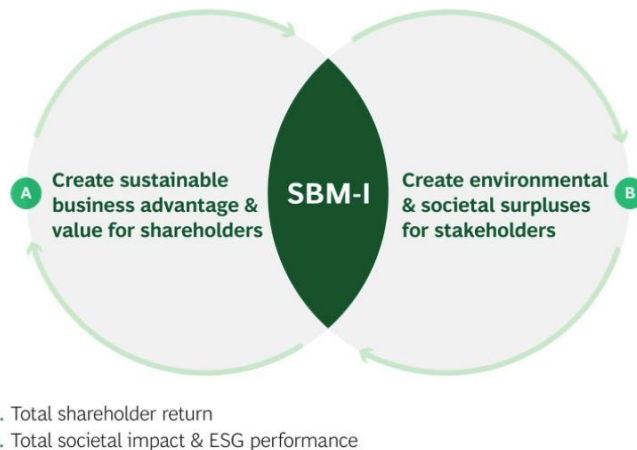 A
Create sustainable
business advantage &
value for shareholders
SBM-I
Create environmental
& societal surpluses
for stakeholders
B
. Total shareholder return
. Total societal impact & ESG performance